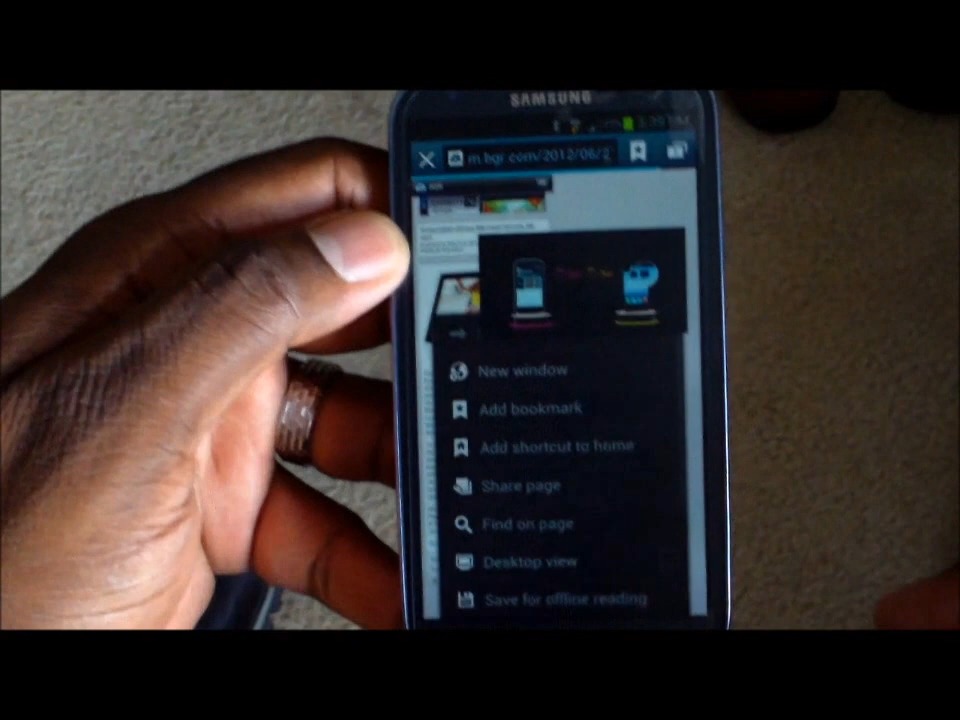 SAMSUNG
m.bgr.com/2012/06/2
New window
Add bookmark
Add shortcut to home
Share page
Find on page
Desktop view
Save for offline reading